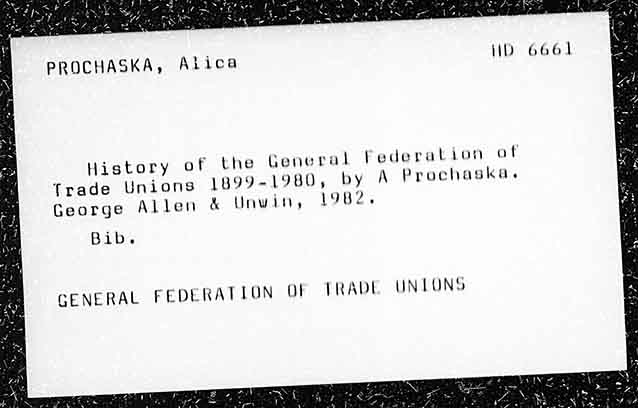 PROCHASKA, Alica
HD 6661
History of the General Federation of
Trade Unions 1899-1980, by A Prochaska.
George Allen & Unwin, 1982.
Bib.
GENERAL FEDERATION OF TRADE UNIONS